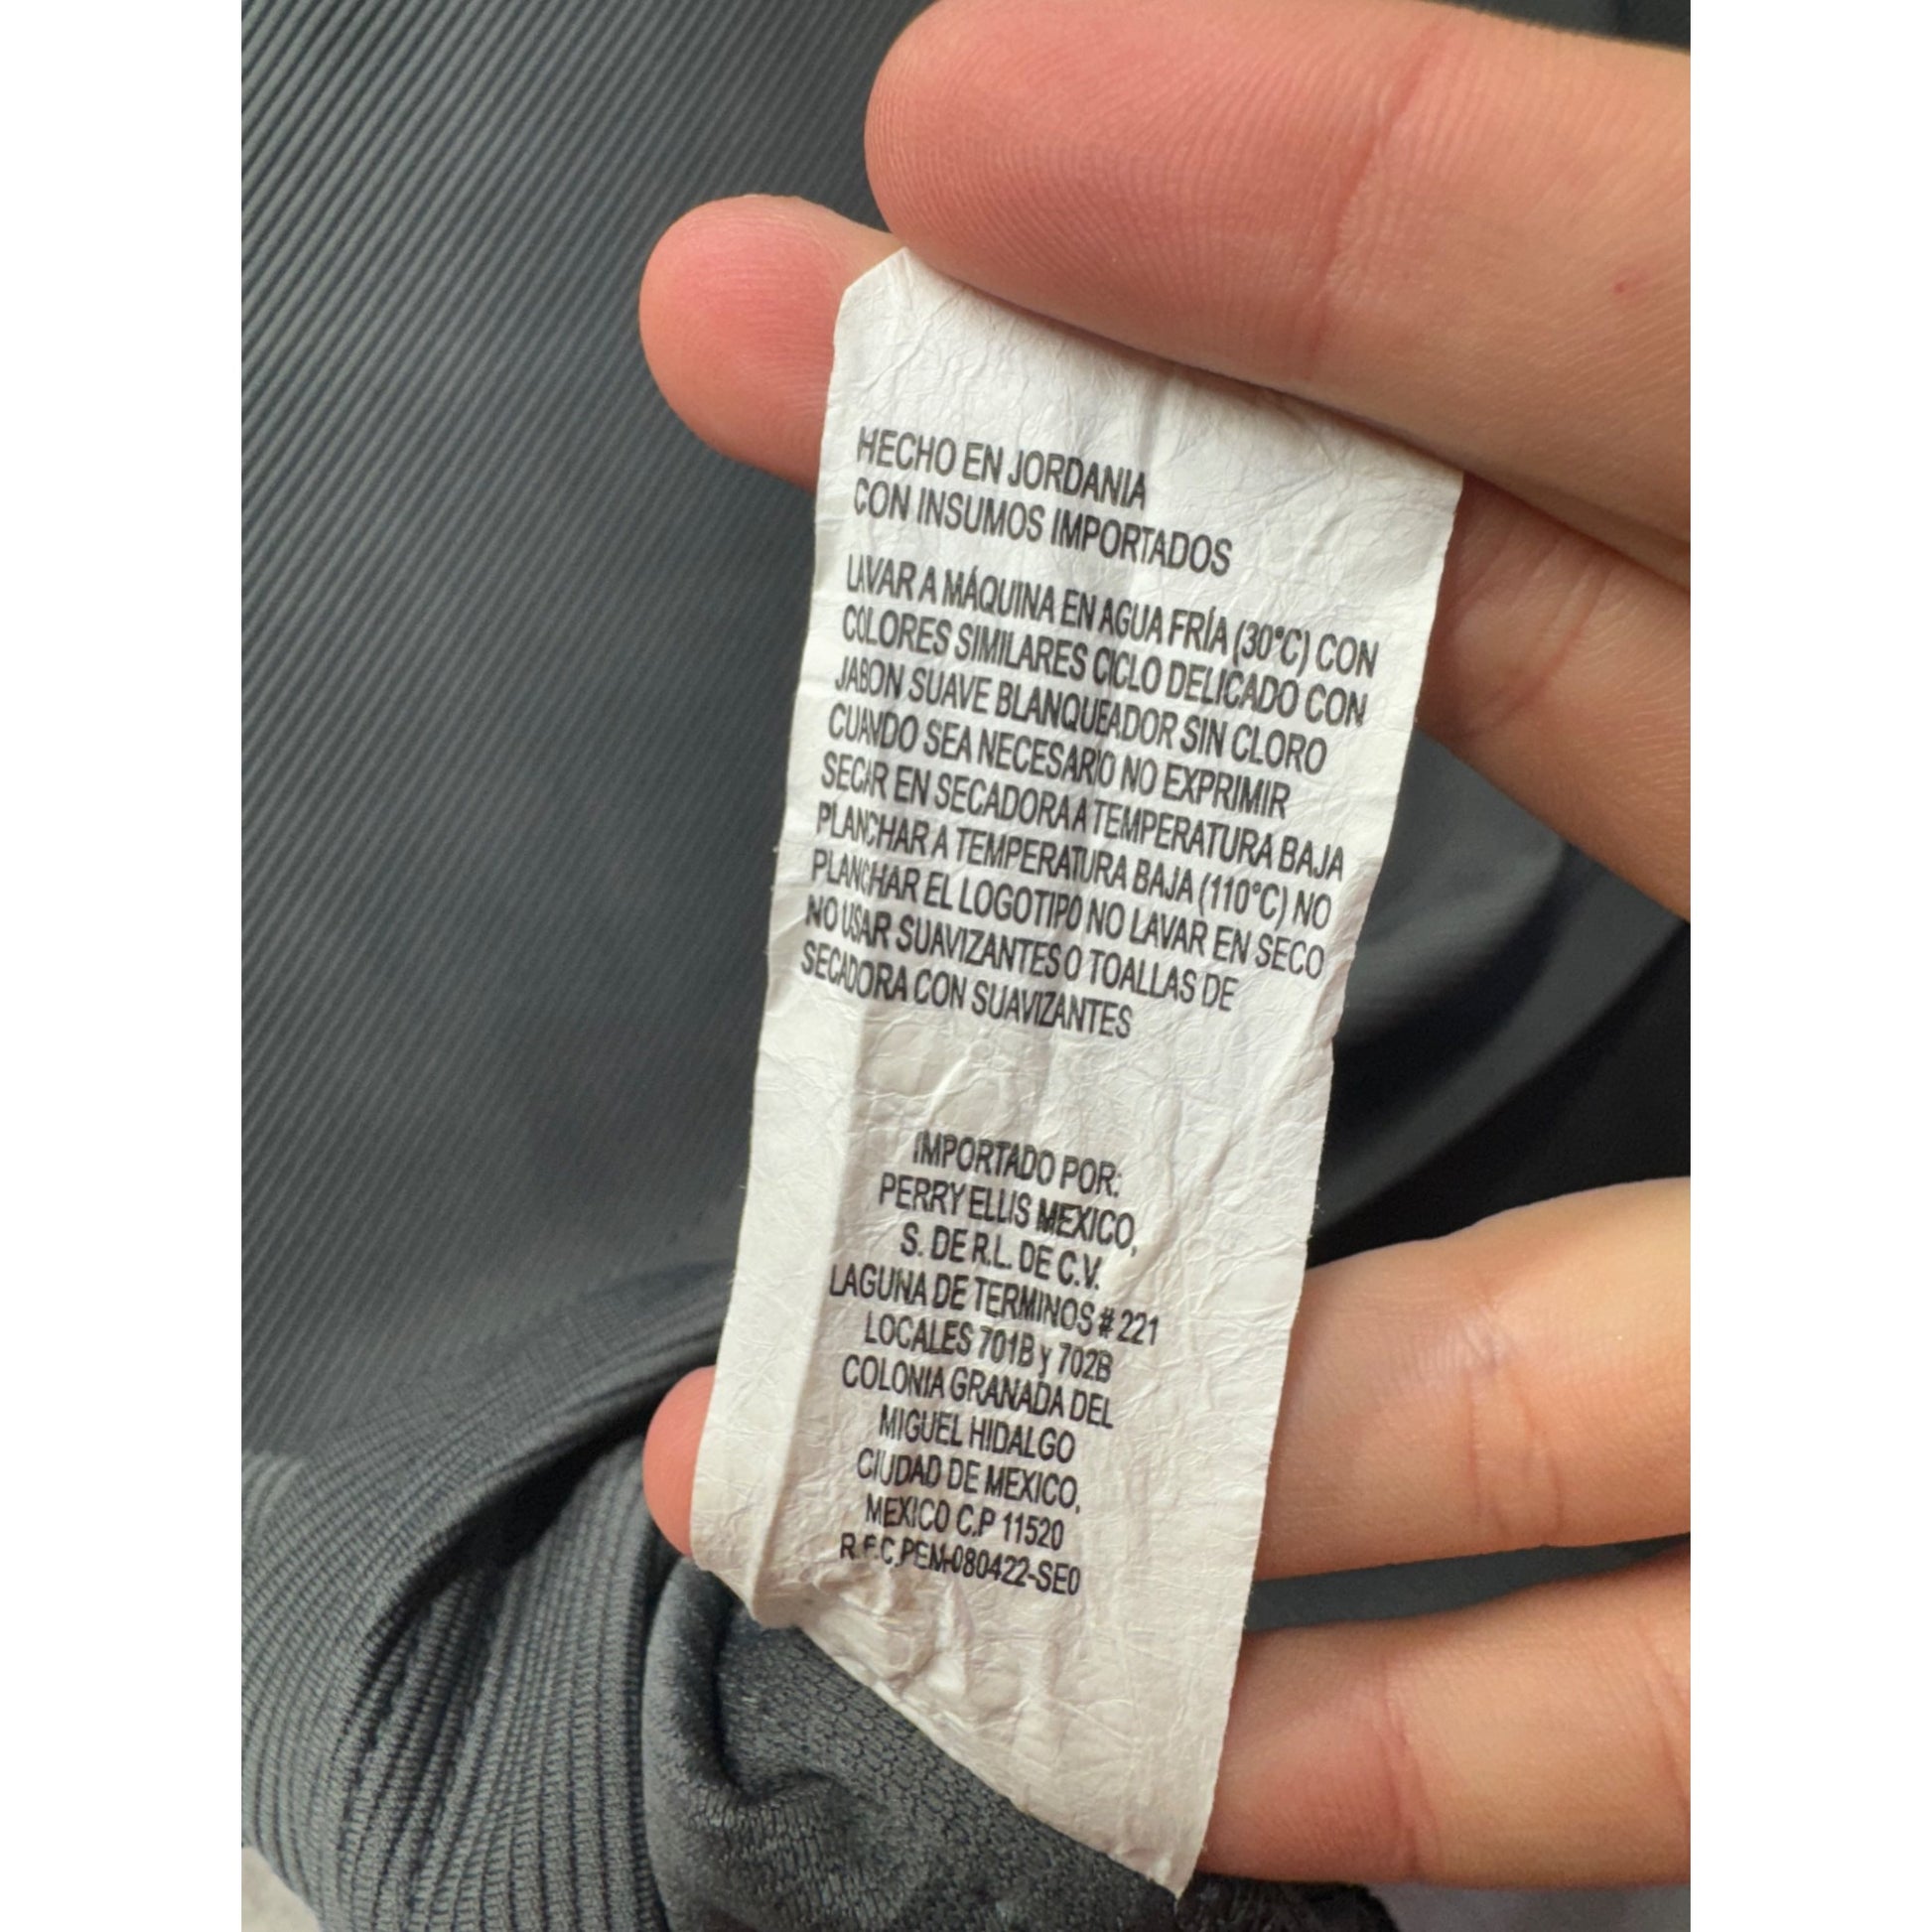 HECHO EN JORDANIA
CON INSUMOS IMPORTADOS
LAVAR A MÁQUINA EN AGUA FRÍA (30°C) CON
COLORES SIMILARES CICLO DELICADO CON
JABON SUAVE BLANQUEADOR SIN CLORO
CUANDO SEA NECESARIO NO EXPRIMIR
SECAR EN SECADORA A TEMPERATURA BAJA
PLANCHAR A TEMPERATURA BAJA (110°C) NO
PLANCHAR EL LOGOTIPO NO LAVAR EN SECO
NO USAR SUAVIZANTES O TOALLAS DE
SECADORA CON SUAVIZANTES
IMPORTADO POR:
PERRY ELLIS MEXICO,
S. DE R.L. DE C.V.
LAGUNA DE TERMINOS # 221
LOCALES 701B y 702B
COLONIA GRANADA DEL
MIGUEL HIDALGO
CIUDAD DE MEXICO,
MEXICO C.P 11520
R.F.C.PEM-080422-SE0